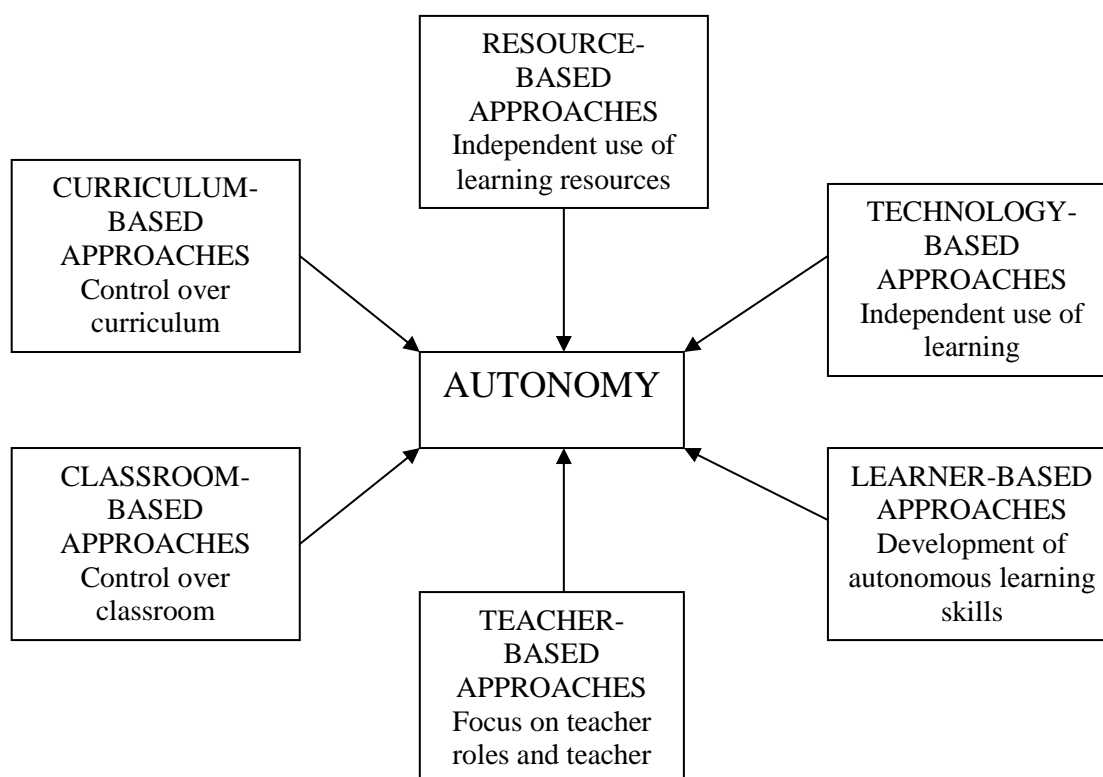 RESOURCE-
BASED
APPROACHES
Independent use of
learning resources
CURRICULUM-
BASED
APPROACHES
Control over
curriculum
TECHNOLOGY-
BASED
APPROACHES
Independent use of
learning
AUTONOMY
CLASSROOM-
BASED
APPROACHES
Control over
classroom
LEARNER-BASED
APPROACHES
Development of
autonomous learning
skills
TEACHER-
BASED
APPROACHES
Focus on teacher
roles and teacher